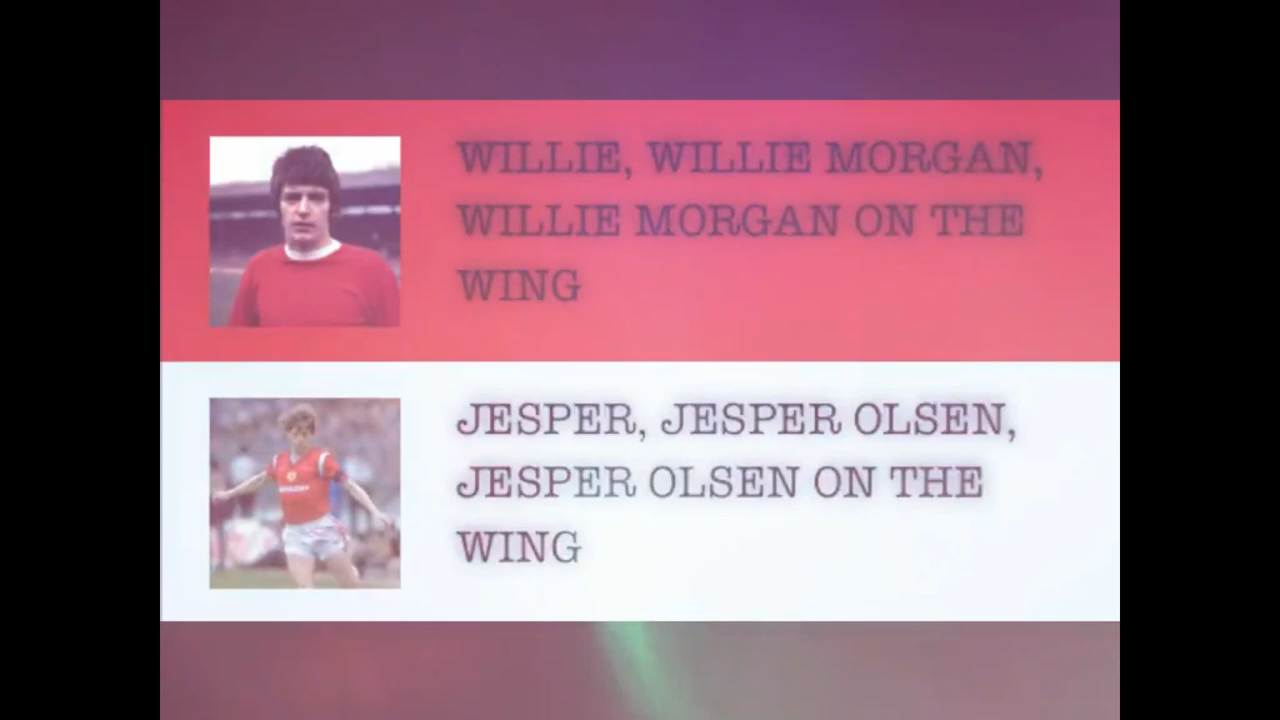 WILLIE, WILLIE MORGAN,
WILLIE MORGAN ON THE
WING
JESPER, JESPER OLSEN,
JESPER OLSEN ON THE
WING